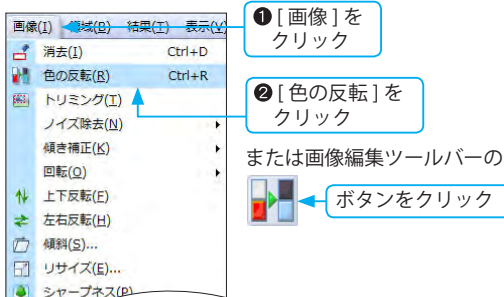 画像(I) 領域(B) 結果(T) 表示(V)
消去(I) Ctrl+D
色の反転(R) Ctrl+R
トリミング(T)
ノイズ除去(N)
傾き補正(K)
回転(O)
上下反転(F)
左右反転(H)
傾斜(S)...
リサイズ(E)...
シャープネス(P)
❶ [ 画像 ] を
クリック
❷ [ 色の反転 ] を
クリック
または画像編集ツールバーの
ボタンをクリック